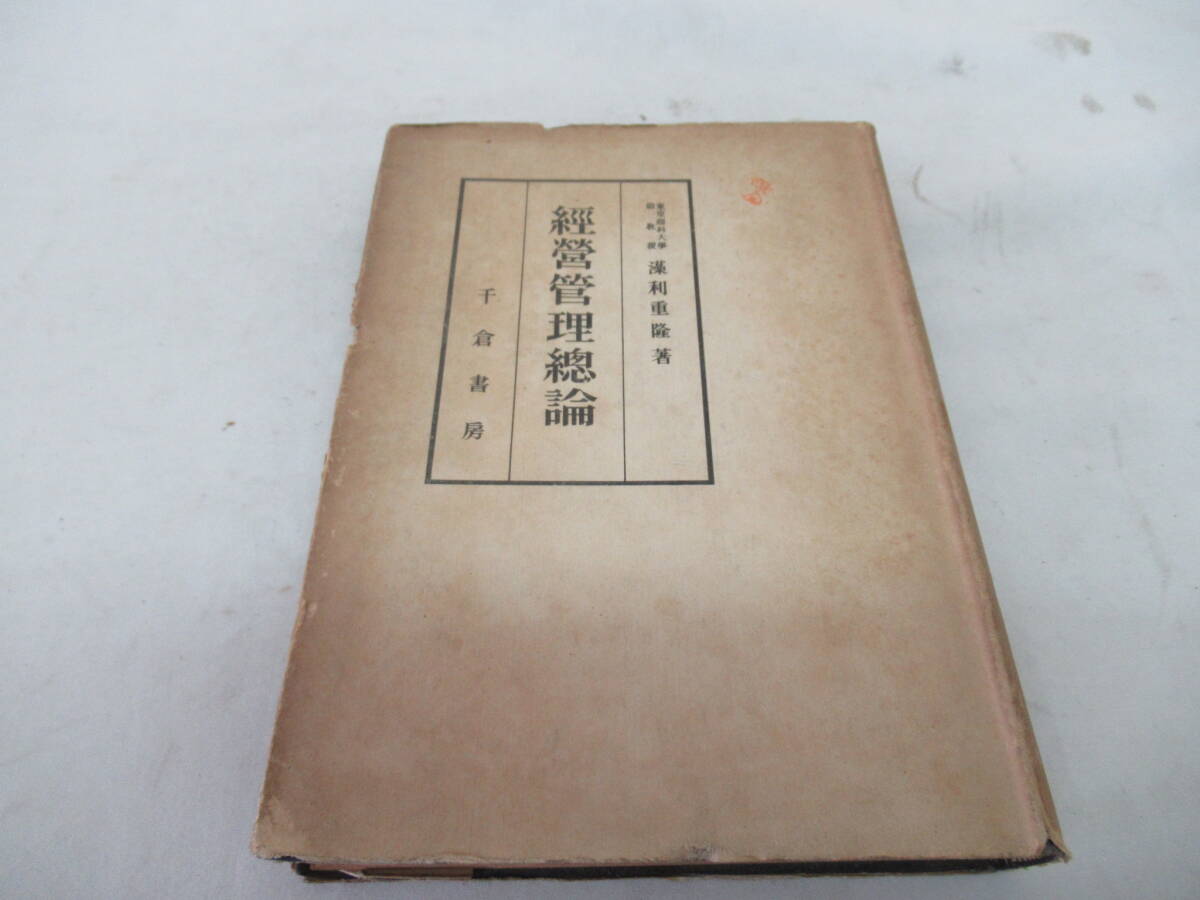 東京商科大學
助教授
藻利重隆著
經營管理總論
千倉書房